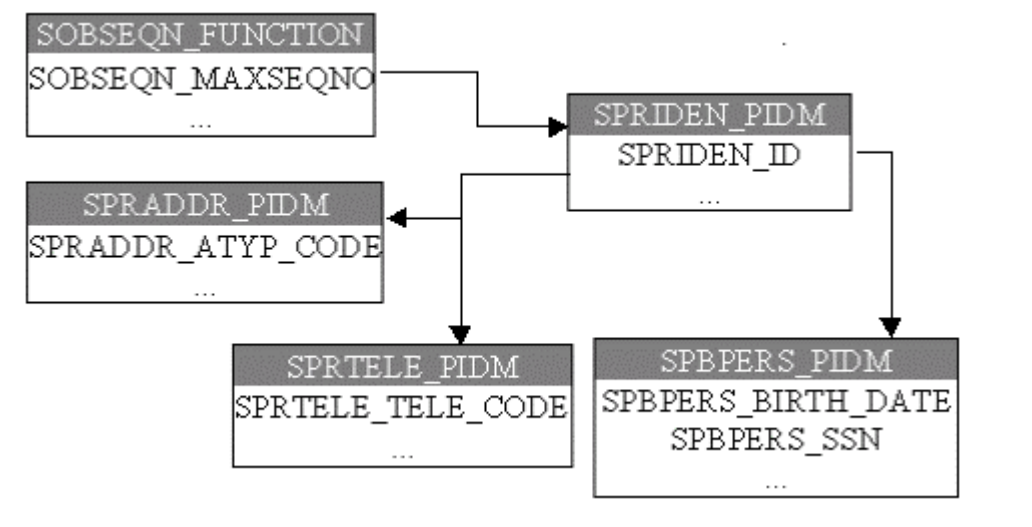 SOBSEQN_FUNCTION
SOBSEQN_MAXSEQNO
...
SPRIDEN_PIDM
SPRIDEN_ID
...
SPRADDR_PIDM
SPRADDR_ATYP_CODE
...
SPRTELE_PIDM
SPRTELE_TELE_CODE
...
SPBPERS_PIDM
SPBPERS_BIRTH_DATE
SPBPERS_SSN
...